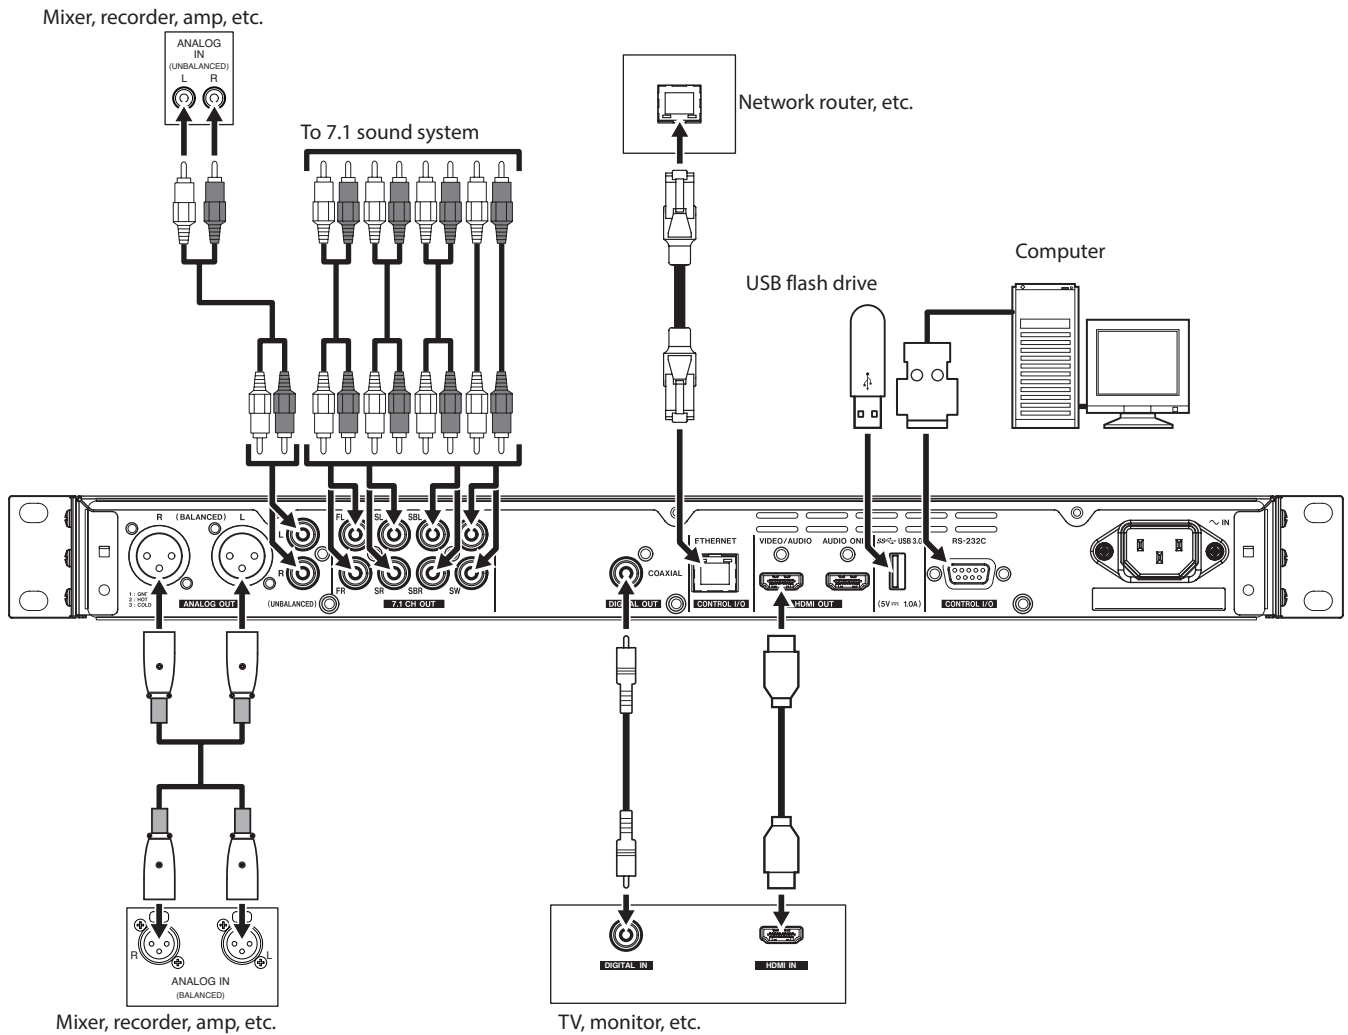 Mixer, recorder, amp, etc.
ANALOG
IN
(UNBALANCED)
L R
To 7.1 sound system
Network router, etc.
Computer
USB flash drive
R (BALANCED) L
L
R
1 : GND
2 : HOT
3 : COLD
ANALOG OUT
(UNBALANCED)
FL SL SBL
FR SR SBR SW
7.1 CH OUT
COAXIAL
DIGITAL OUT
ETHERNET
CONTROL I/O
VIDEO/AUDIO AUDIO ONLY
HDMI OUT
USB 3.0
(5V 1.0A)
RS-232C
CONTROL I/O
~ IN
R L
ANALOG IN
(BALANCED)
Mixer, recorder, amp, etc.
DIGITAL IN
HDMI IN
TV, monitor, etc.